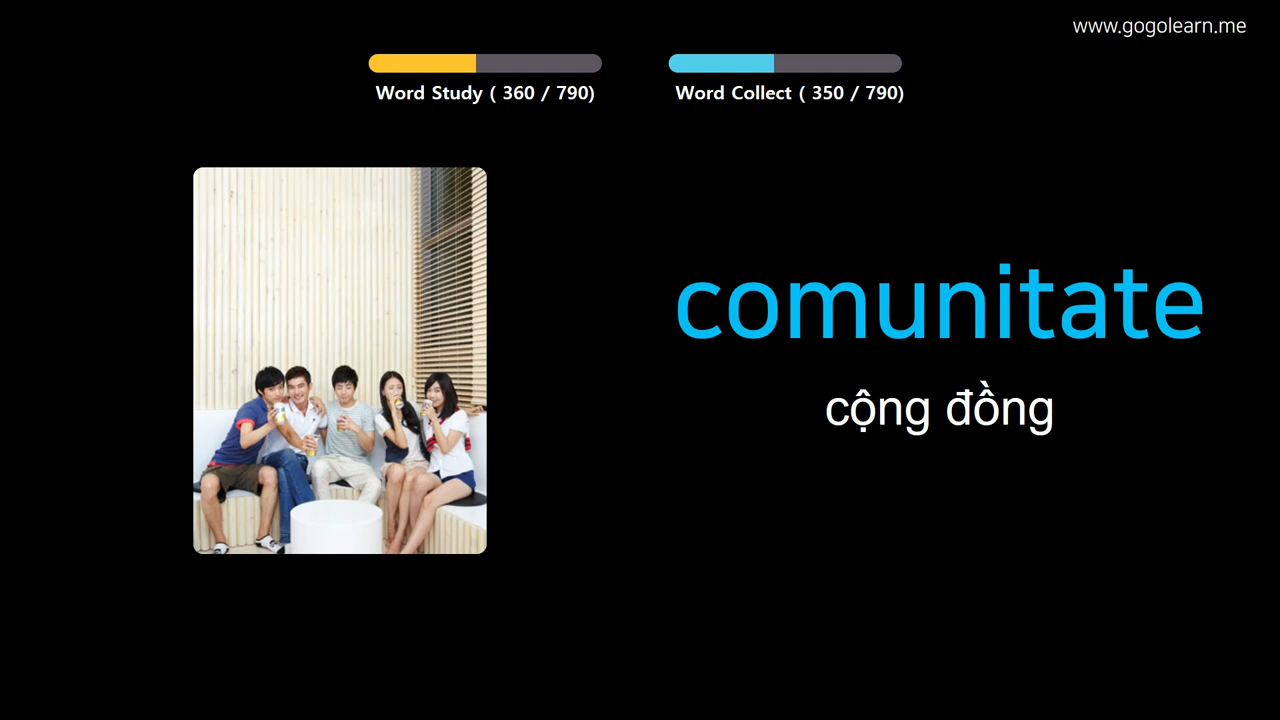 www.gogolearn.me
Word Study ( 360 / 790)
Word Collect ( 350 / 790)
comunitate
cộng đồng